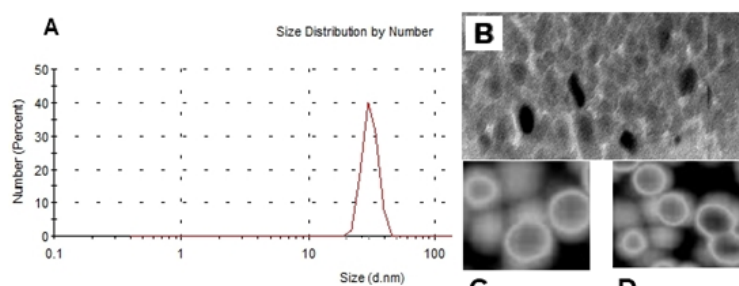 A
Size Distribution by Number
B
50
40
30
20
10
0
Number (Percent)
0.1 1 10 100
Size (d.nm)
C D